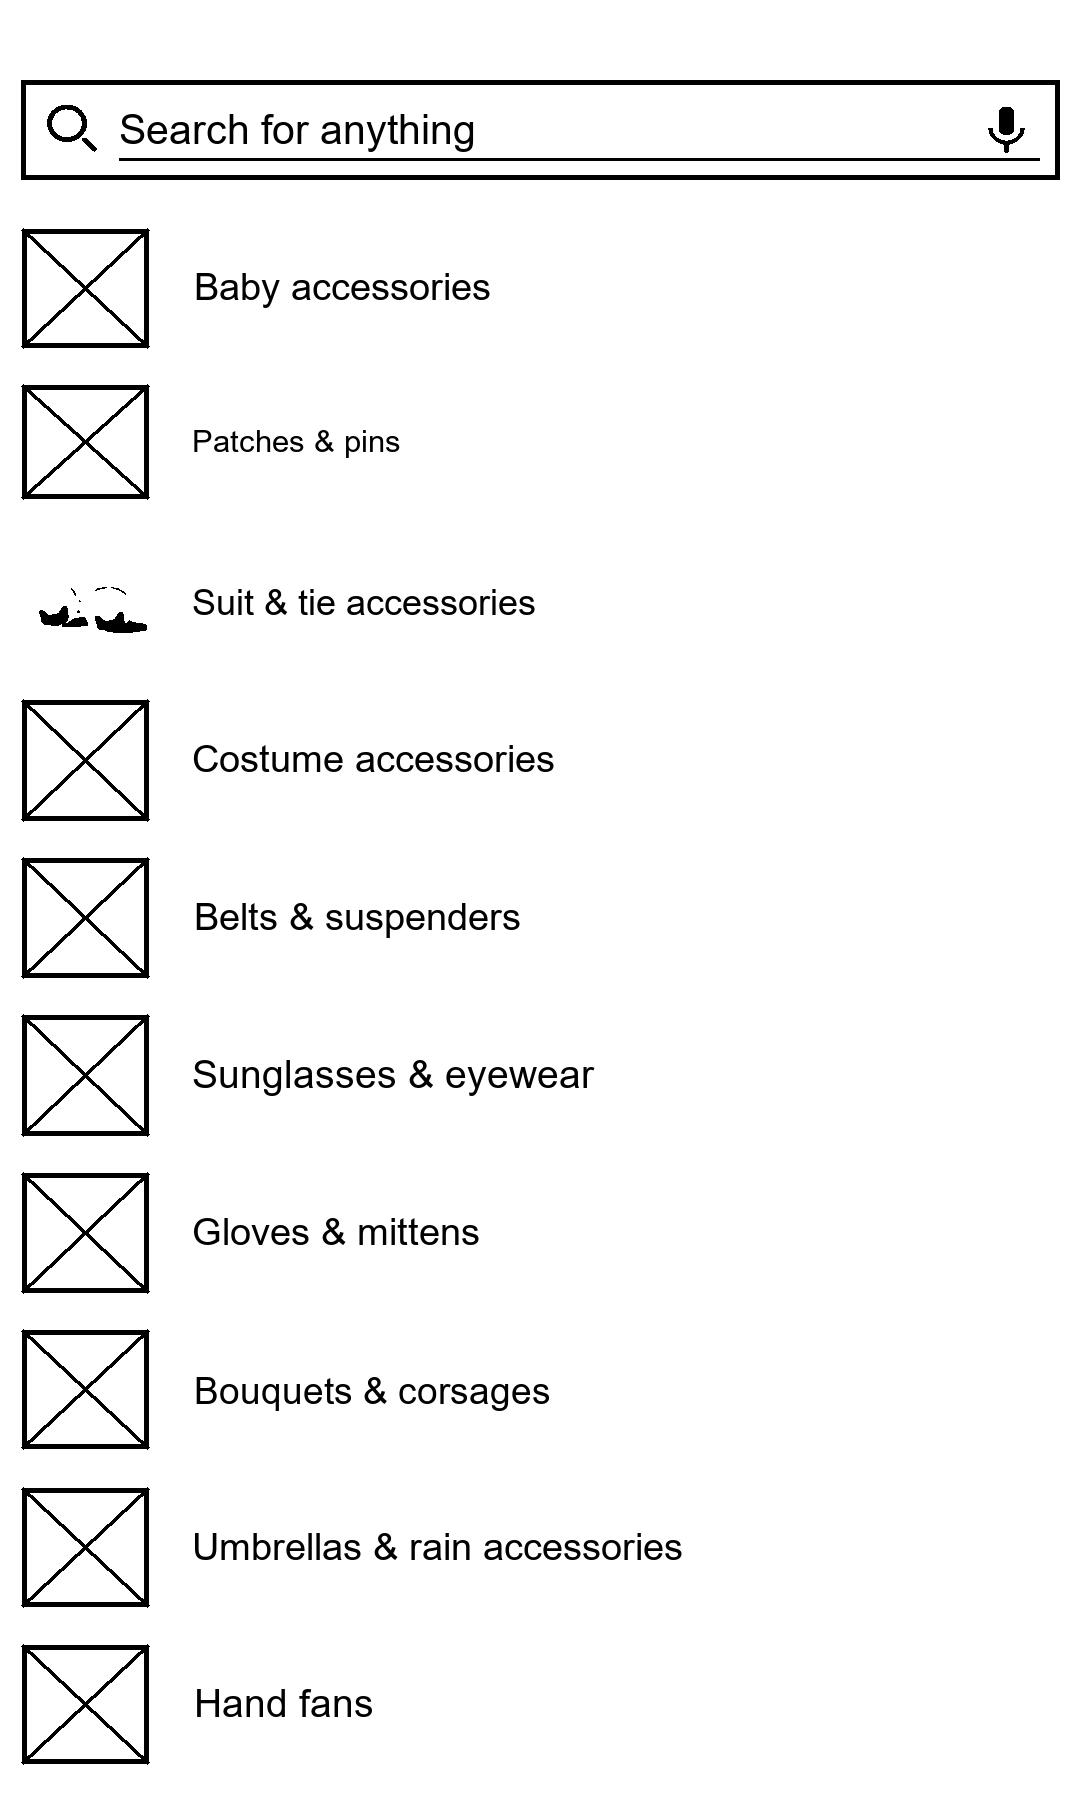 Search for anything
Baby accessories
Patches & pins
Suit & tie accessories
Costume accessories
Belts & suspenders
Sunglasses & eyewear
Gloves & mittens
Bouquets & corsages
Umbrellas & rain accessories
Hand fans